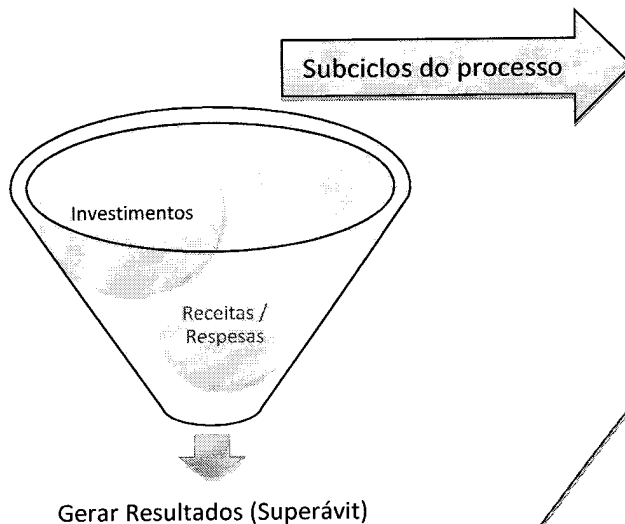 Subciclos do processo
Investimentos
Receitas /
Respesas
Gerar Resultados (Superávit)